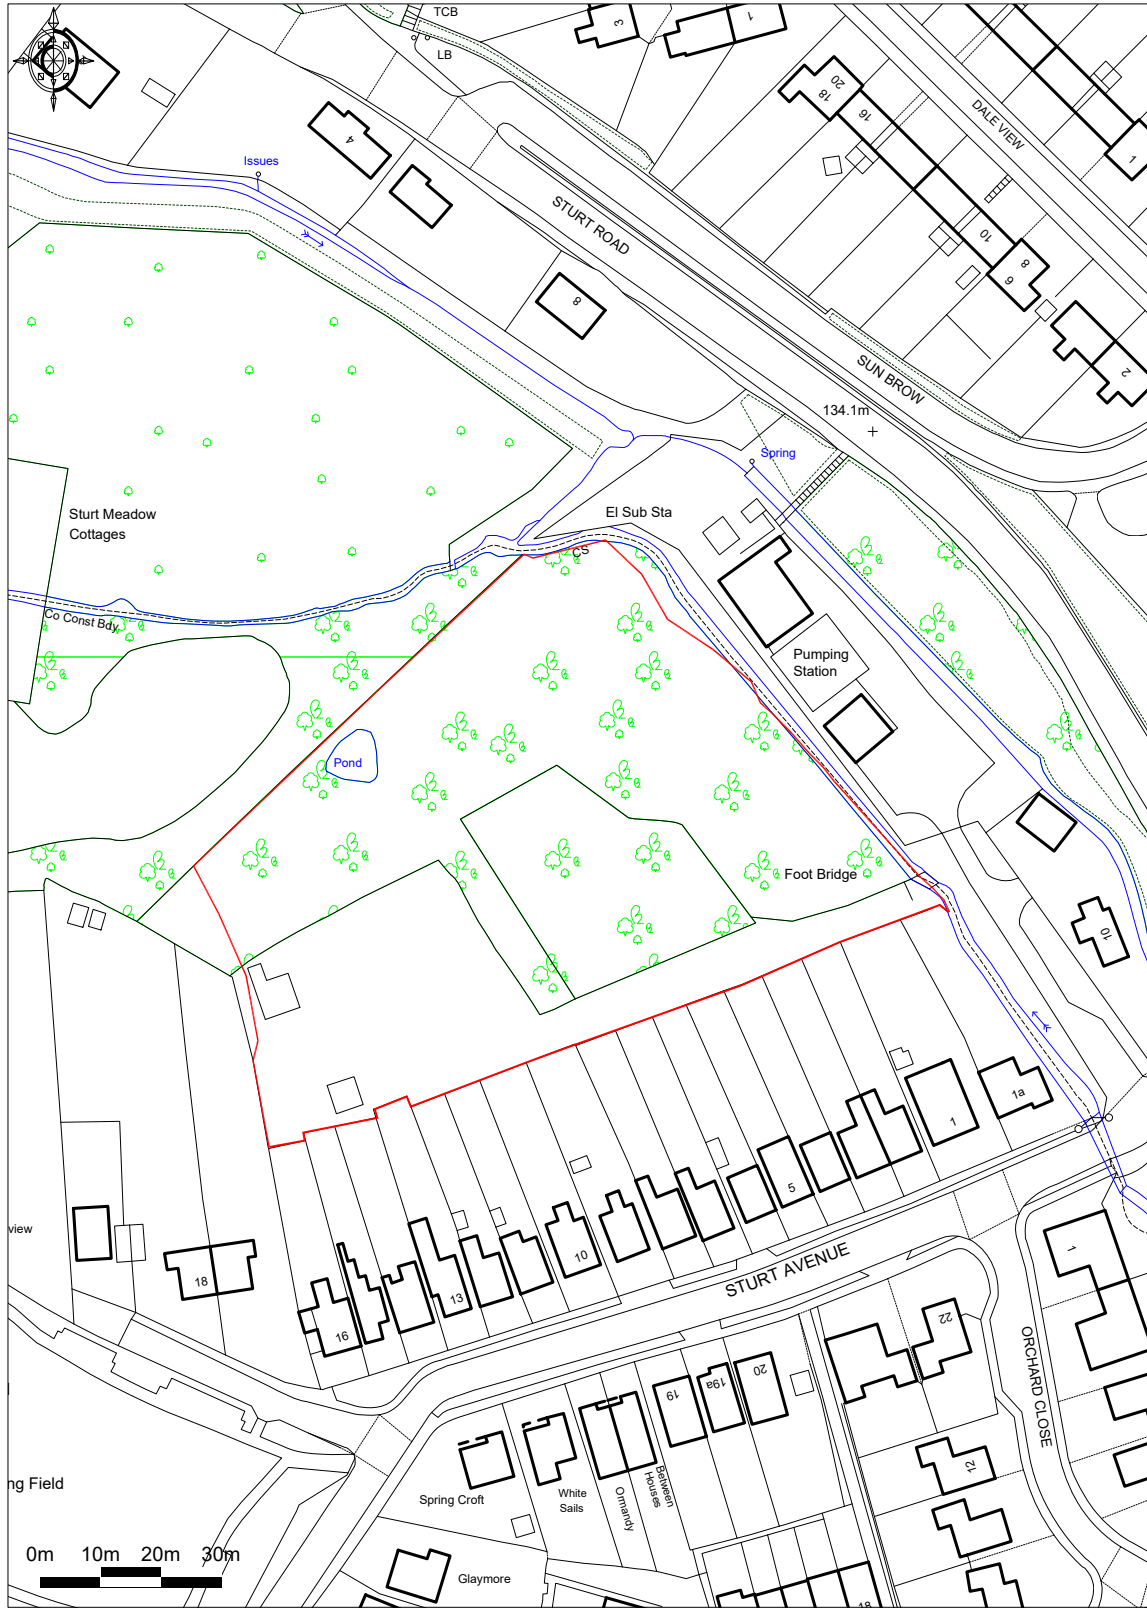 TCB
LB
3
1
20
18
16
DALE VIEW
1
4
Issues
STURT ROAD
10
8
6
8
2
SUN BROW
134.1m
Spring
El Sub Sta
Sturt Meadow
Cottages
CS
Co Const Bdy
Pumping
Station
Pond
Foot Bridge
10
1a
1
5
view
18
10
13
16
STURT AVENUE
1
22
ORCHARD CLOSE
20
19a
19
12
Between
Houses
Ormandy
White
Sails
Spring Croft
ng Field
Glaymore
18
0m 10m 20m 30m